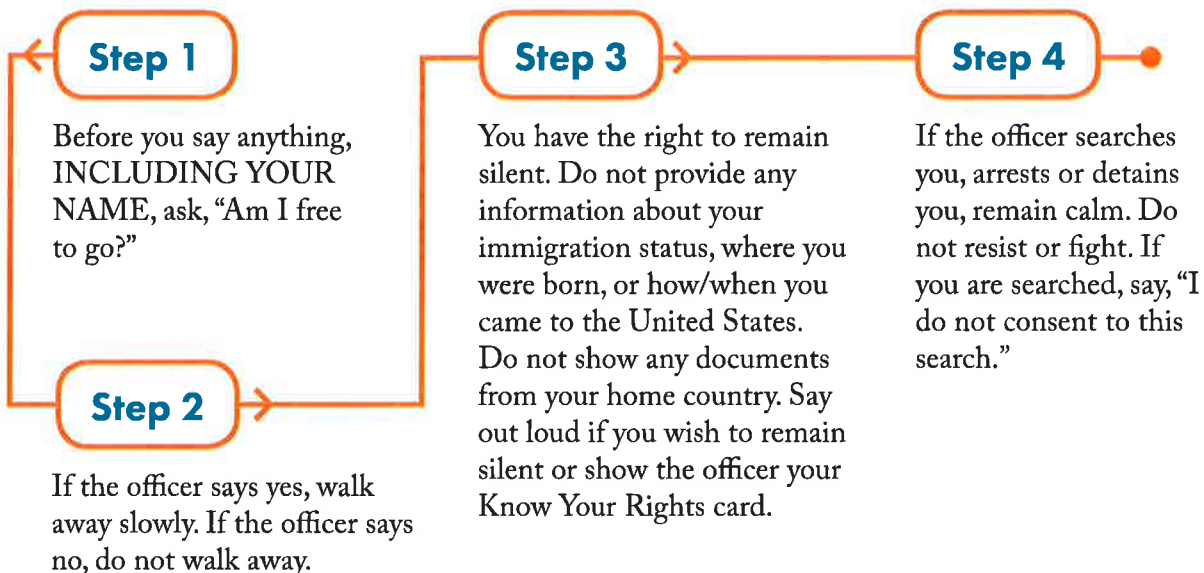 Step 1
Before you say anything,
INCLUDING YOUR
NAME, ask, “Am I free
to go?”
Step 2
If the officer says yes, walk
away slowly. If the officer says
no, do not walk away.
Step 3
You have the right to remain
silent. Do not provide any
information about your
immigration status, where you
were born, or how/when you
came to the United States.
Do not show any documents
from your home country. Say
out loud if you wish to remain
silent or show the officer your
Know Your Rights card.
Step 4
If the officer searches
you, arrests or detains
you, remain calm. Do
not resist or fight. If
you are searched, say, “I
do not consent to this
search.”